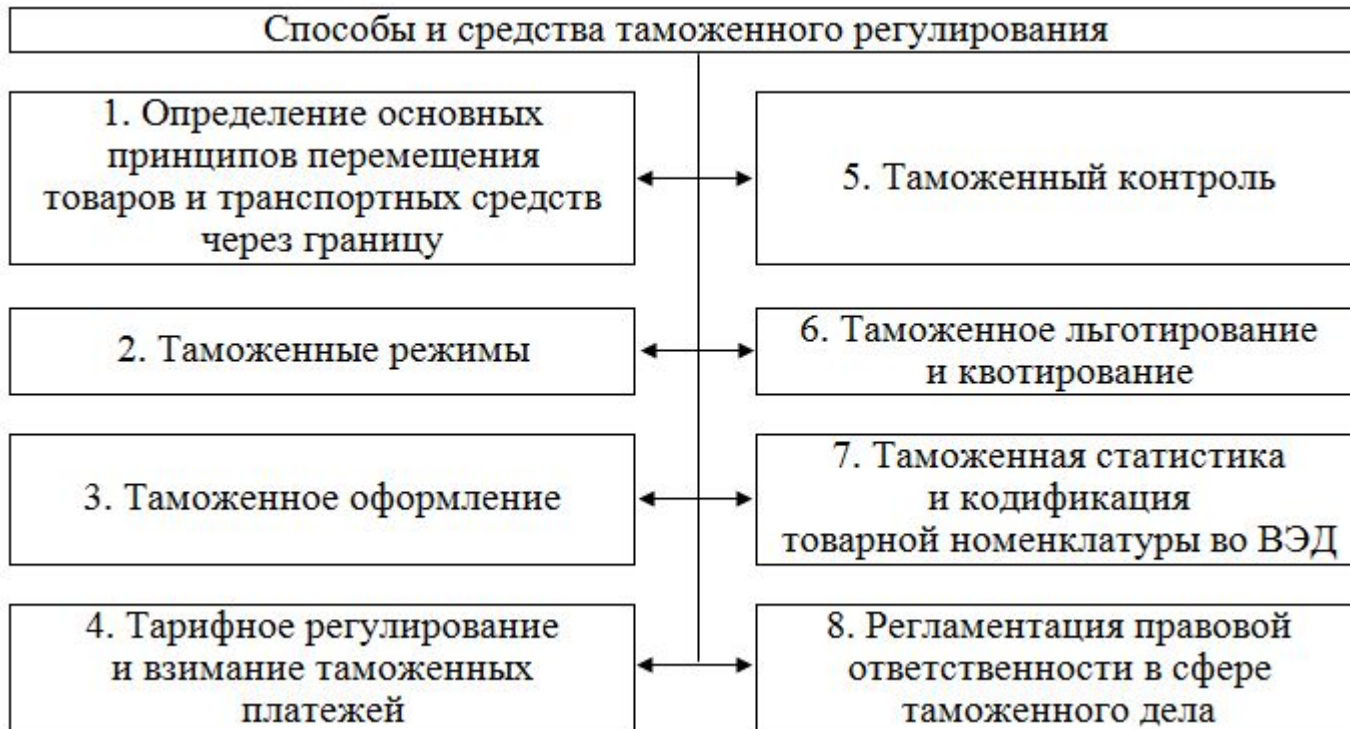 Способы и средства таможенного регулирования
1. Определение основных
принципов перемещения
товаров и транспортных средств
через границу
2. Таможенные режимы
3. Таможенное оформление
4. Тарифное регулирование
и взимание таможенных
платежей
5. Таможенный контроль
6. Таможенное льготирование
и квотирование
7. Таможенная статистика
и кодификация
товарной номенклатуры во ВЭД
8. Регламентация правовой
ответственности в сфере
таможенного дела